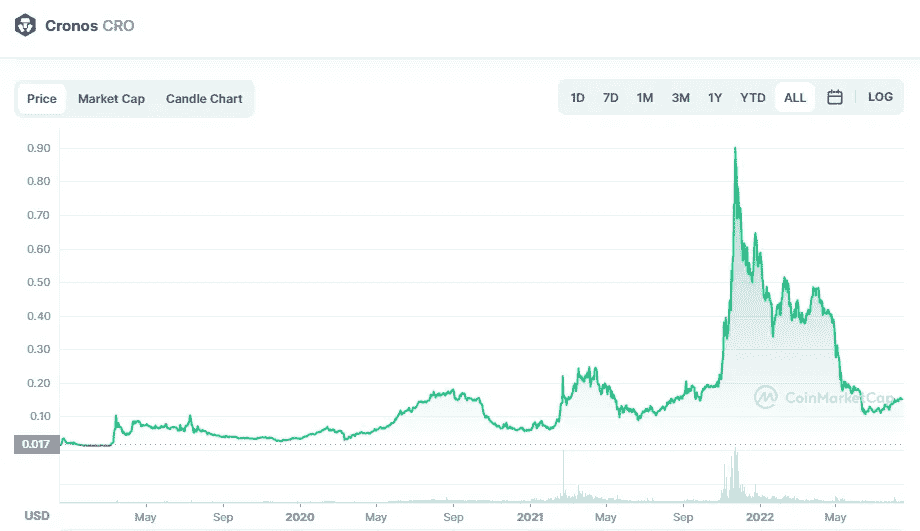 Cronos CRO
Price Market Cap Candle Chart 1D 7D 1M 3M 1Y YTD ALL LOG
0.90
0.80
0.70
0.60
0.50
0.40
0.30
0.20
CoinMarketCap
0.10
0.017
USD May Sep 2020 May Sep 2021 May Sep 2022 May